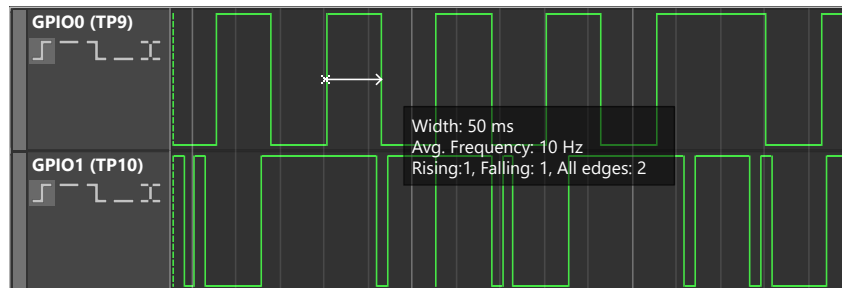 GPIO0 (TP9)
Width: 50 ms
Avg. Frequency: 10 Hz
Rising:1, Falling: 1, All edges: 2
GPIO1 (TP10)